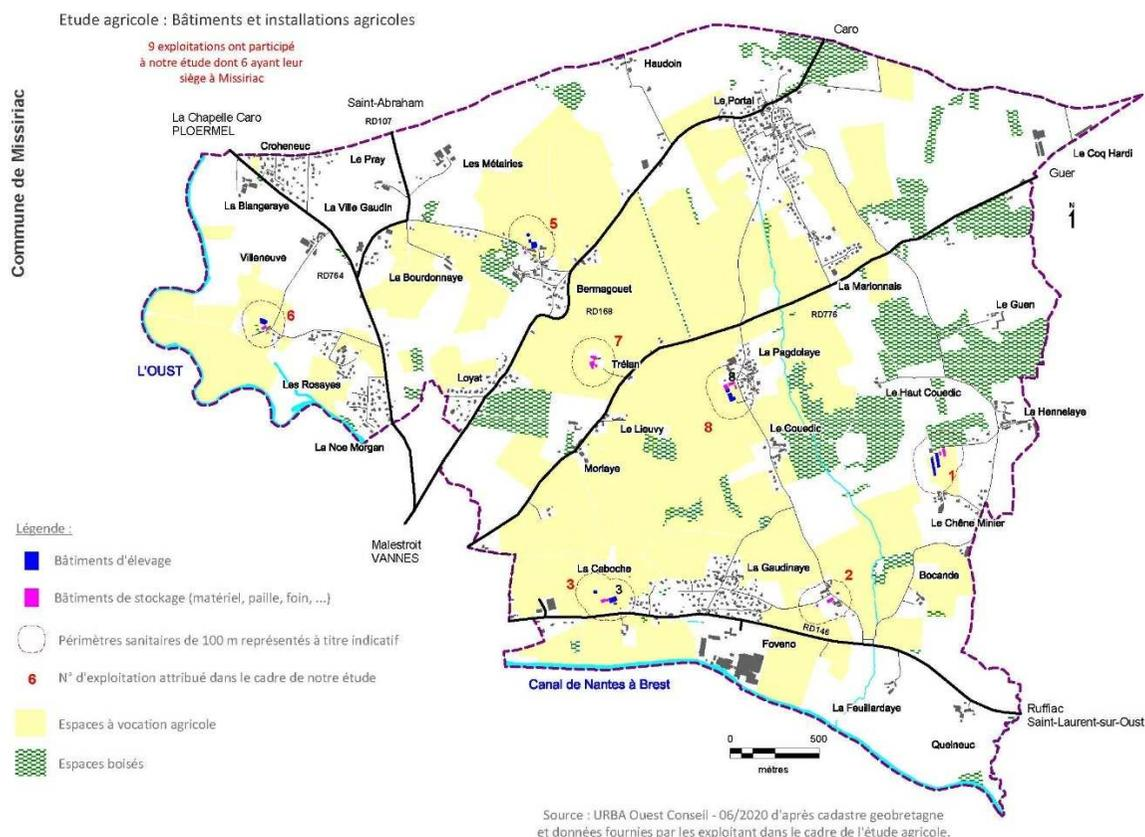 Etude agricole : Bâtiments et installations agricoles
9 exploitations ont participé
à notre étude dont 6 ayant leur
siège à Missiriac
Commune de Missiriac
Caro
Haudoin
Le Portal
Saint-Abraham
RD107
La Chapelle Caro
PLOERMEL
Croheneuc
Le Pray
Les Métairies
Le Coq Hardi
Guer
La Blangeraye
La Ville Gaudin
N
1
5
Villeneuve
RD764
La Bourdonnaye
Bermagouet
La Marionnais
RD168
RD776
Le Guen
6
7
L'OUST
Trélan
La Pagdolaye
8
Les Rosayes
Loyat
Le Haut Couedic
La Hennelaye
8
Le Lieuvy
Le Couedic
La Noe Morgan
Morlaye
1
Le Chêne Minier
Malestroit
VANNES
Légende :
Bâtiments d'élevage
Bâtiments de stockage (matériel, paille, foin, ...)
Périmètres sanitaires de 100 m représentés à titre indicatif
6 N° d'exploitation attribué dans le cadre de notre étude
Espaces à vocation agricole
Espaces boisés
La Caboche
La Gaudinaye
2
Bocande
3
3
RD146
Foveno
Canal de Nantes à Brest
La Feuillardaye
Ruffiac
Saint-Laurent-sur-Oust
Queineuc
0 500
mètres
Source : URBA Ouest Conseil - 06/2020 d'après cadastre geobretagne
et données fournies par les exploitant dans le cadre de l'étude agricole.